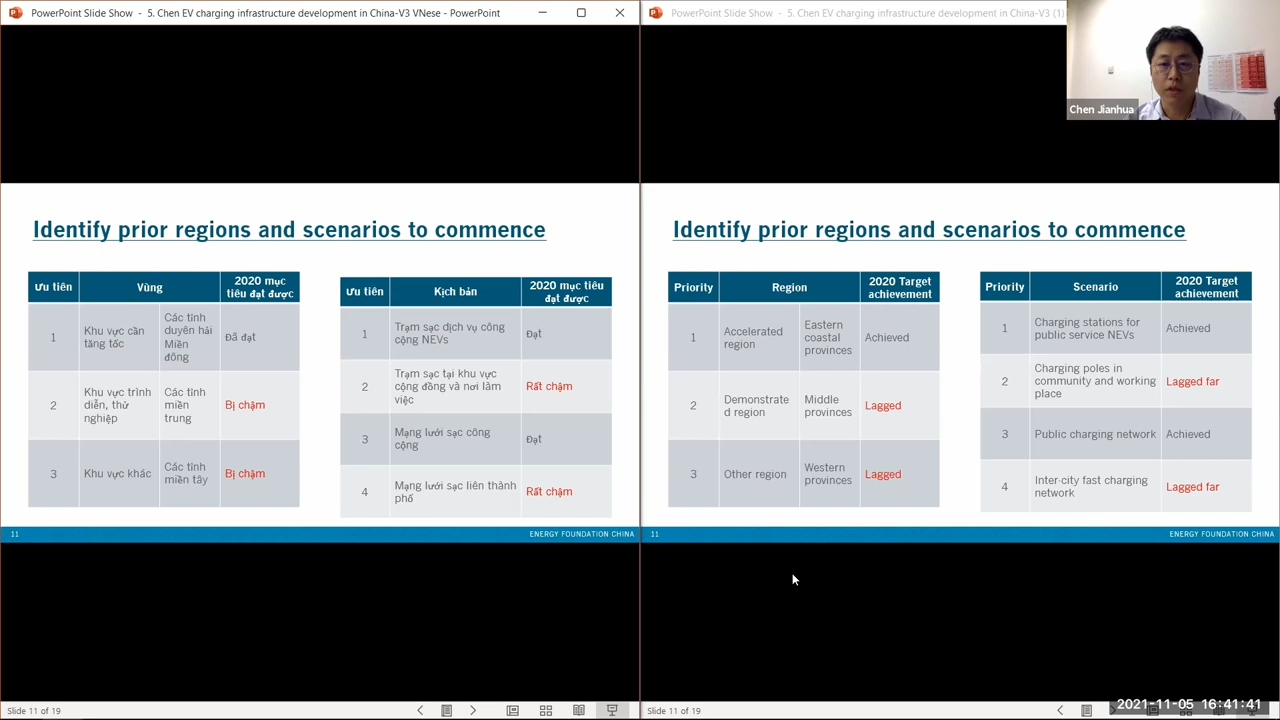 PowerPoint Slide Show - 5. Chen EV charging infrastructure development in China-V3 VNese - PowerPoint
Identify prior regions and scenarios to commence
Ưu tiên
Vùng
2020 mục
tiêu đạt được
1
Khu vực cần
tăng tốc
Các tỉnh
duyên hải
Miền
đông
Đã đạt
2
Khu vực trình
diễn, thử
nghiệp
Các tỉnh
miền
trung
Bị chậm
3
Khu vực khác
Các tỉnh
miền tây
Bị chậm
Ưu tiên
Kịch bản
2020 mục tiêu
đạt được
1
Trạm sạc dịch vụ công
cộng NEVs
Đạt
2
Trạm sạc tại khu vực
cộng đồng và nơi làm
việc
Rất chậm
3
Mạng lưới sạc công
cộng
Đạt
4
Mạng lưới sạc liên thành
phố
Rất chậm
11
ENERGY FOUNDATION CHINA
Slide 11 of 19
PowerPoint Slide Show - 5. Chen EV charging infrastructure development in China-V3 (1)
Chen Jianhua
Identify prior regions and scenarios to commence
Priority
Region
2020 Target
achievement
1
Accelerated
region
Eastern
coastal
provinces
Achieved
2
Demonstrate
d region
Middle
provinces
Lagged
3
Other region
Western
provinces
Lagged
Priority
Scenario
2020 Target
achievement
1
Charging stations for
public service NEVs
Achieved
2
Charging poles in
community and working
place
Lagged far
3
Public charging network
Achieved
4
Inter-city fast charging
network
Lagged far
11
ENERGY FOUNDATION CHINA
Slide 11 of 19
2021-11-05 16:41:41